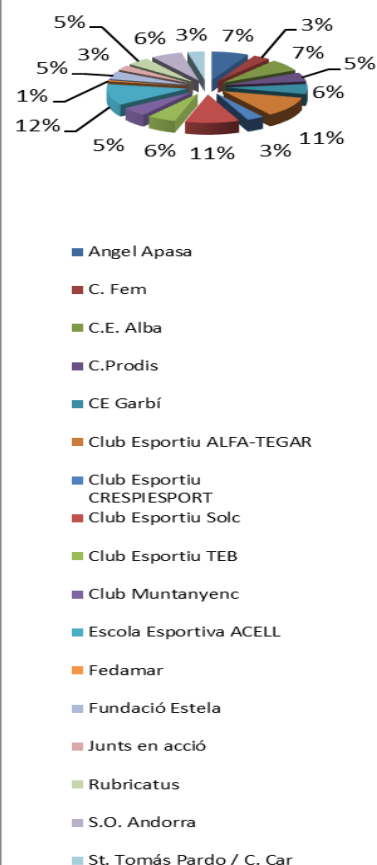 5%
6%
3%
7%
3%
3%
7%
5%
5%
1%
6%
12%
11%
5%
6%
11%
3%
Angel Apasa
C. Fem
C.E. Alba
C.Prodis
CE Garbí
Club Esportiu ALFA-TEGAR
Club Esportiu
CRESPIESPORT
Club Esportiu Solc
Club Esportiu TEB
Club Muntanyenc
Escola Esportiva ACELL
Fedamar
Fundació Estela
Junts en acció
Rubricatus
S.O. Andorra
St. Tomás Pardo / C. Car